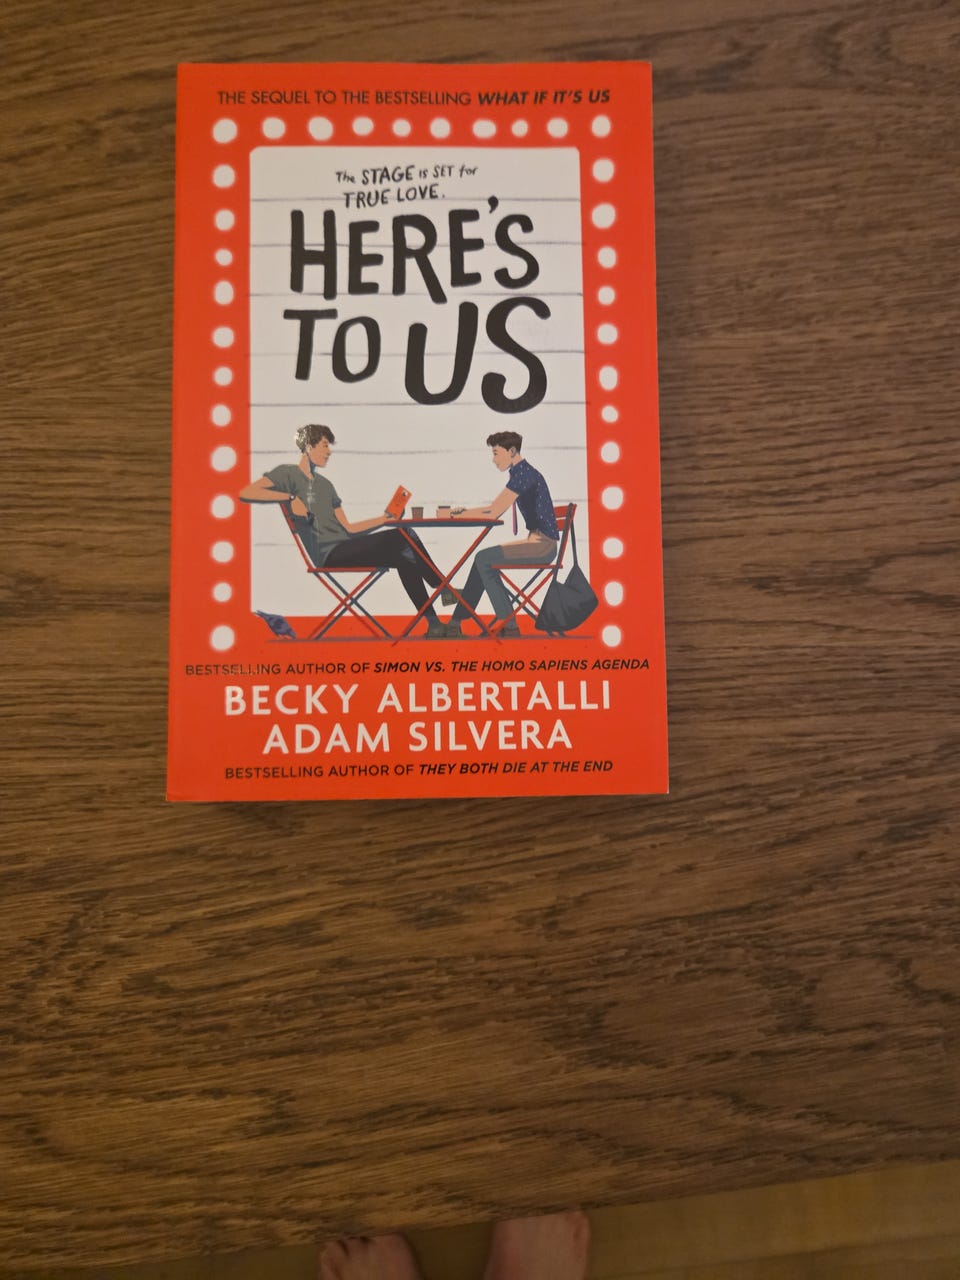 THE SEQUEL TO THE BESTSELLING WHAT IF IT'S US
The STAGE is SET for
TRUE LOVE.
HERE'S
TO US
BESTSELLING AUTHOR OF SIMON VS. THE HOMO SAPIENS AGENDA
BECKY ALBERTALLI
ADAM SILVERA
BESTSELLING AUTHOR OF THEY BOTH DIE AT THE END